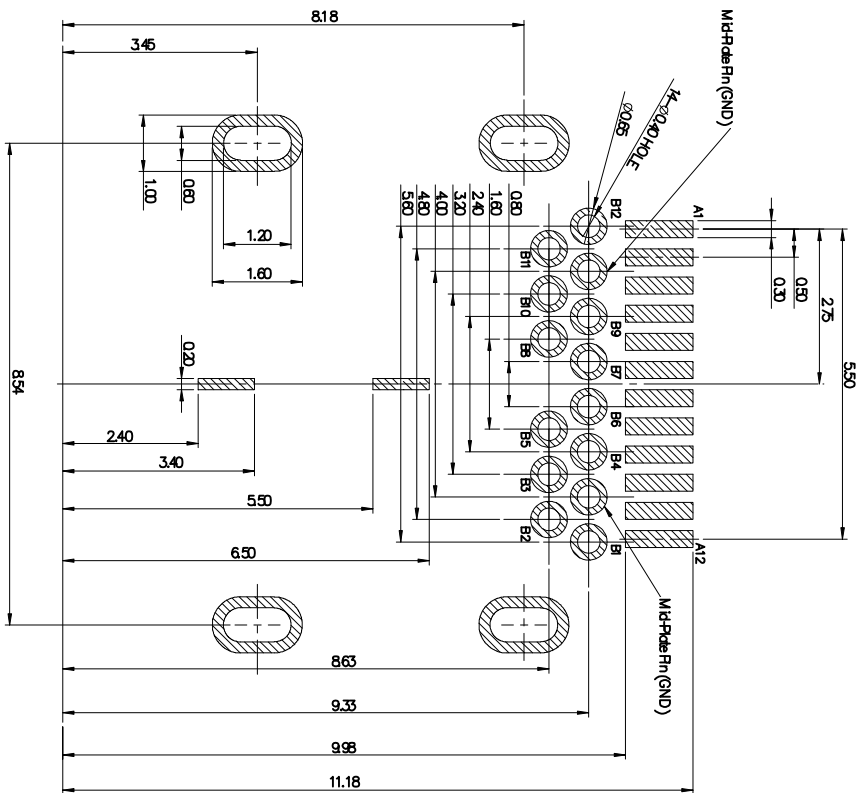 8.18
3.45
Mid-Plate Pin (GND)
14-Ø0.40 HOLE
Ø0.65
1.00
0.60
1.20
1.60
5.60
4.80
4.00
3.20
2.40
1.60
0.80
B12
A1
0.30
0.50
2.75
5.50
B11
B10
B9
B8
B7
B6
B5
B4
B3
B2
B1
A12
0.20
8.54
2.40
3.40
5.50
6.50
Mid-Plate Pin (GND)
8.63
9.33
9.98
11.18